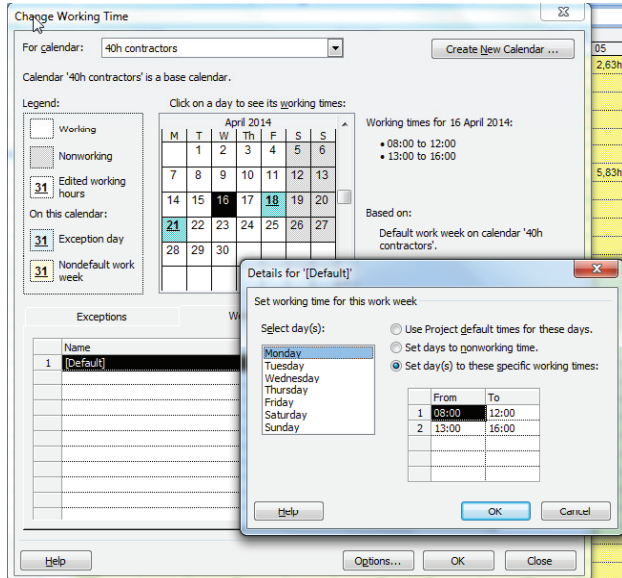 Change Working Time
For calendar: 40h contractors Create New Calendar ... 05
2,63h
Calendar '40h contractors' is a base calendar.
Legend: Click on a day to see its working times:
Working April 2014 Working times for 16 April 2014:
M T W Th F S S
• 08:00 to 12:00
Nonworking 1 2 3 4 5 6
• 13:00 to 16:00
5,83h
7 8 9 10 11 12 13
31 Edited working hours
14 15 16 17 18 19 20
On this calendar: Based on:
21 22 23 24 25 26 27
31 Exception day Default work week on calendar '40h contractors'.
28 29 30
31 Nondefault work week
Details for '[Default]'
Set working time for this work week
Exceptions W
Select day(s): Use Project default times for these days.
Name Monday Set days to nonworking time.
1 [Default] Tuesday Set day(s) to these specific working times:
Wednesday
Thursday From To
Friday 1 08:00 12:00
Saturday 2 13:00 16:00
Sunday
Help OK Cancel
Help Options... OK Close